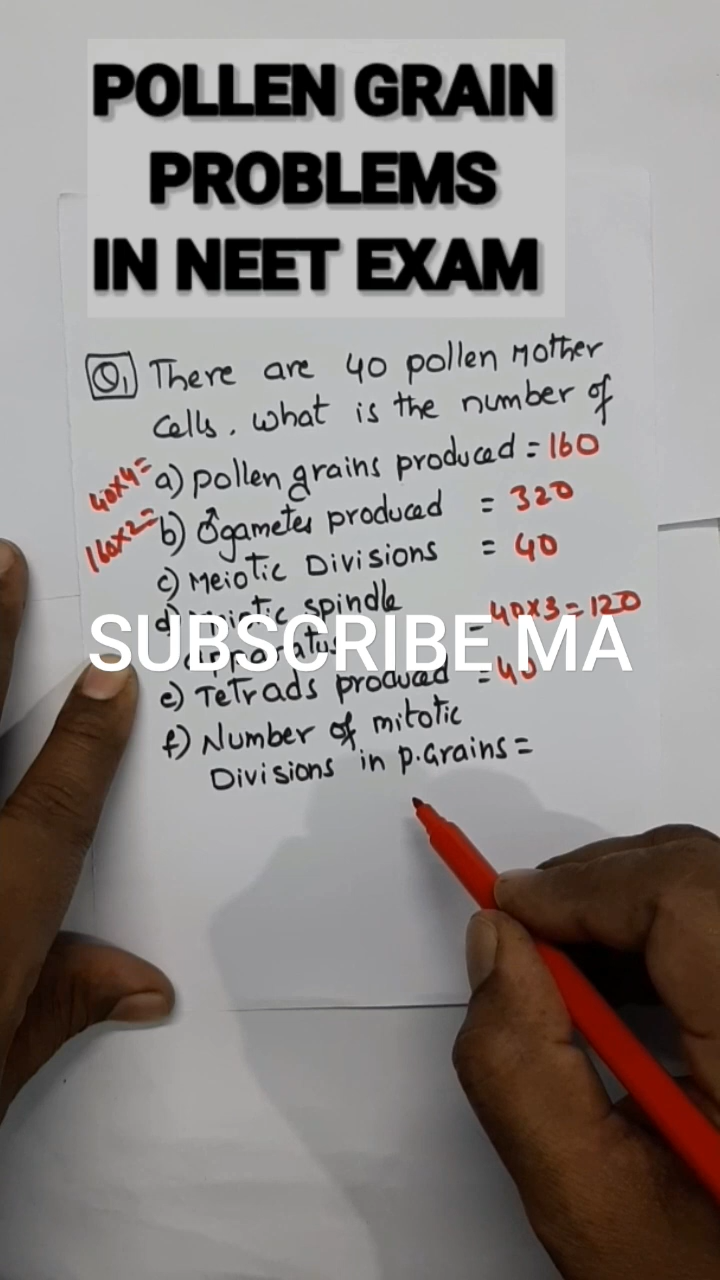 POLLEN GRAIN
PROBLEMS
IN NEET EXAM
Q1 There are 40 pollen Mother
cells. what is the number of
40x4= a) pollen grains produced = 160
160x2= b) ♂gametes produced = 320
c) Meiotic Divisions = 40
d) spindle = 40x3=120
apparatus
SUBSCRIBE MA
e) TeTrads produced = 40
f) Number of mitotic
Divisions in p.Grains =